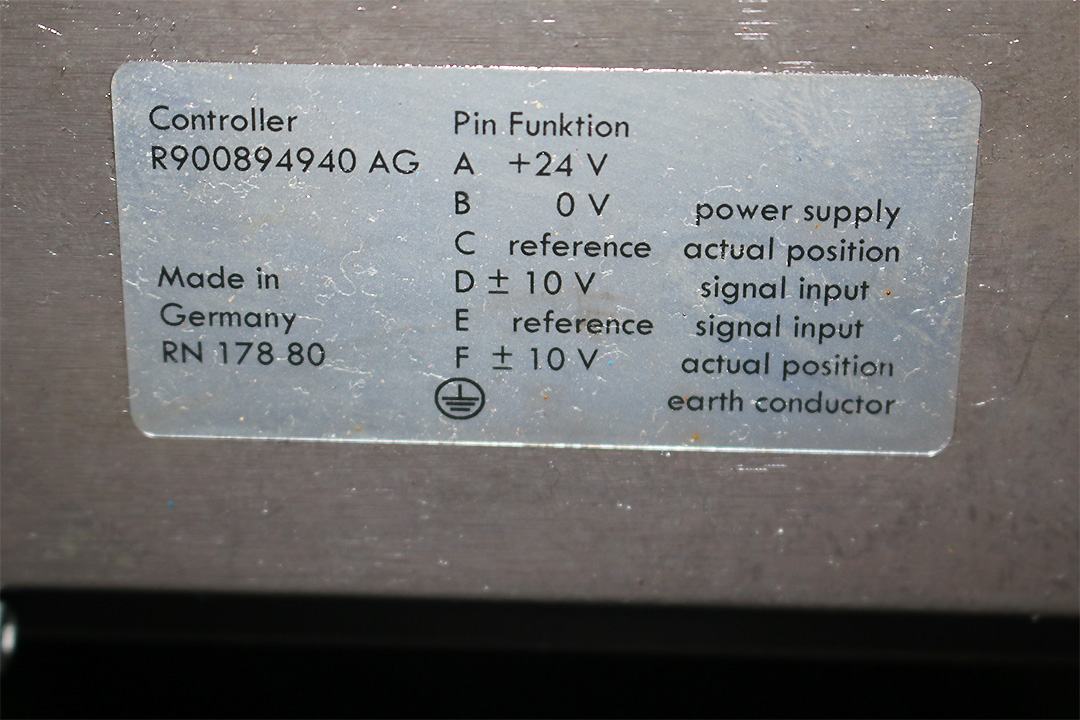 Controller
R900894940 AG
Made in
Germany
RN 178 80
Pin Funktion
A +24 V
B 0 V power supply
C reference actual position
D ± 10 V signal input
E reference signal input
F ± 10 V actual position
earth conductor